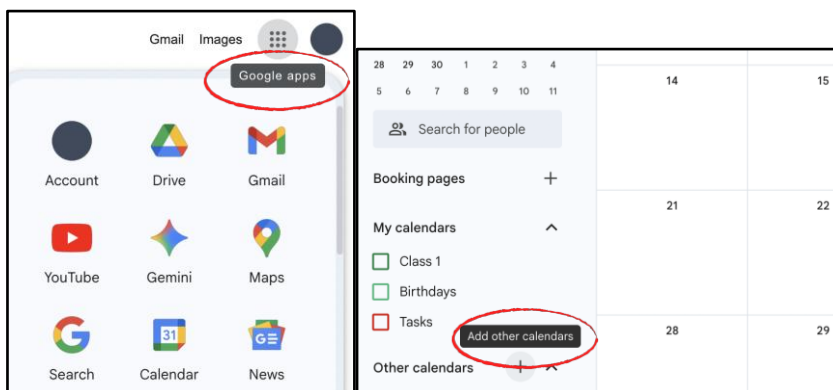 Gmail Images
Google apps
Account Drive Gmail
YouTube Gemini Maps
31
GE
Search Calendar News
28 29 30 1 2 3 4
5 6 7 8 9 10 11
Search for people
Booking pages
My calendars
Class 1
Birthdays
Tasks
Add other calendars
Other calendars
14 15
21 22
28 29